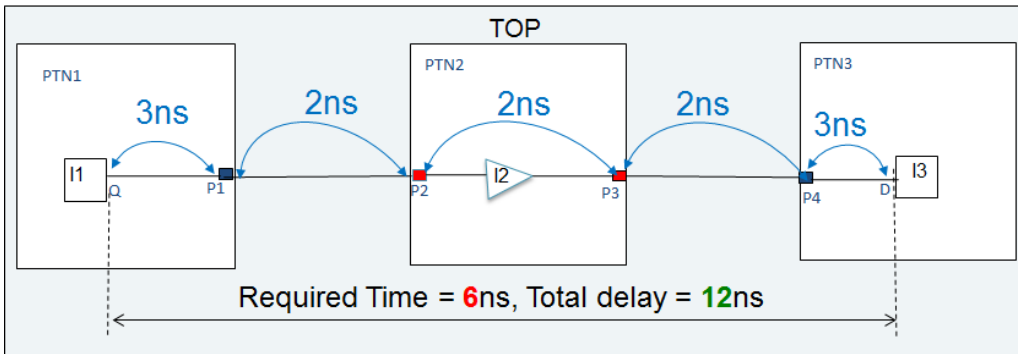 TOP
PTN1
PTN2
PTN3
3ns
2ns
2ns
2ns
3ns
I1
Q
P1
P2
I2
P3
P4
D
I3
Required Time = 6ns, Total delay = 12ns